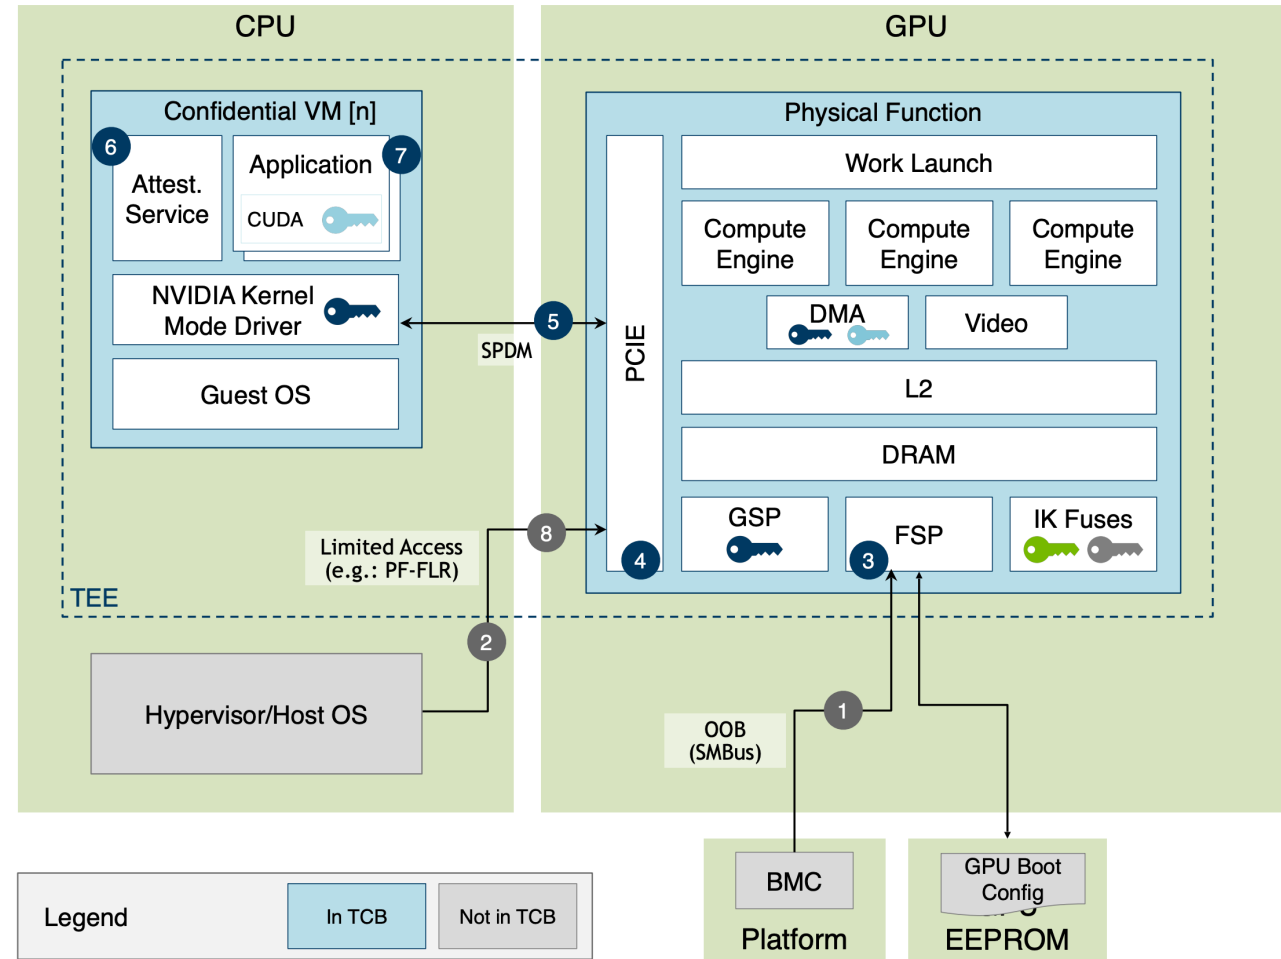 CPU
GPU
Confidential VM [n]
6
7
Attest.
Service
Application
CUDA
NVIDIA Kernel
Mode Driver
Guest OS
5
SPDM
Physical Function
PCIE
Work Launch
Compute
Engine
Compute
Engine
Compute
Engine
DMA
Video
L2
DRAM
GSP
FSP
IK Fuses
3
4
8
Limited Access
(e.g.: PF-FLR)
TEE
2
Hypervisor/Host OS
1
OOB
(SMBus)
BMC
Platform
GPU Boot
Config
EEPROM
Legend
In TCB
Not in TCB